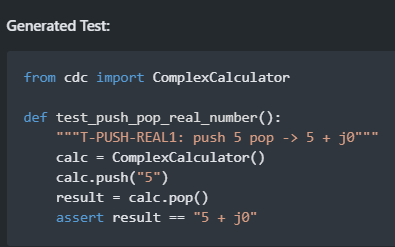 Generated Test:
from cdc import ComplexCalculator
def test_push_pop_real_number():
    """T-PUSH-REAL1: push 5 pop -> 5 + j0"""
    calc = ComplexCalculator()
    calc.push("5")
    result = calc.pop()
    assert result == "5 + j0"